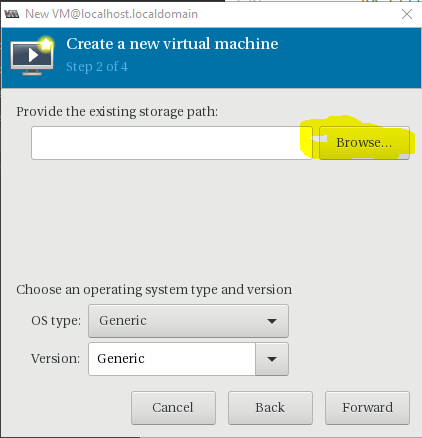 New VM@localhost.localdomain
Create a new virtual machine
Step 2 of 4
Provide the existing storage path:
Browse...
Choose an operating system type and version
OS type: Generic
Version: Generic
Cancel Back Forward